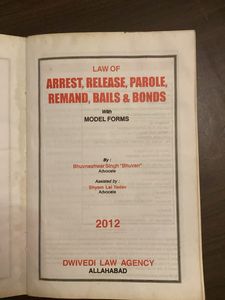 LAW OF
ARREST, RELEASE, PAROLE,
REMAND, BAILS & BONDS
With
MODEL FORMS
By :
Bhuvneshwar Singh "Bhuvan"
Advocate
Assisted by :
Shyam Lal Yadav
Advocate
2012
DWIVEDI LAW AGENCY
ALLAHABAD